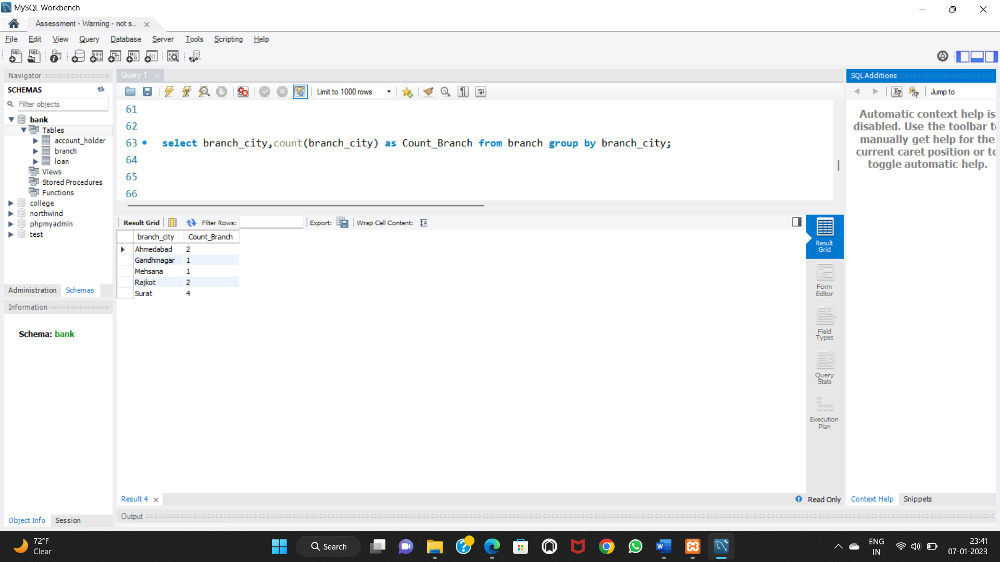 MySQL Workbench
Assessment - Warning - not s...
File Edit View Query Database Server Tools Scripting Help
Navigator
SCHEMAS
Filter objects
bank
Tables
account_holder
branch
loan
Views
Stored Procedures
Functions
college
northwind
phpmyadmin
test
Administration Schemas
Information
Schema: bank
Object Info Session
Query 1
Limit to 1000 rows
61
62
63 select branch_city,count(branch_city) as Count_Branch from branch group by branch_city;
64
65
66
Result Grid Filter Rows: Export: Wrap Cell Content:
branch_city Count_Branch
Ahmedabad 2
Gandhinagar 1
Mehsana 1
Rajkot 2
Surat 4
Result
Grid
Form
Editor
Field
Types
Query
Stats
Execution
Plan
Result 4
Read Only
Output
SQLAdditions
Jump to
Automatic context help is
disabled. Use the toolbar t
manually get help for the
current caret position or to
toggle automatic help.
Context Help Snippets
72°F
Clear
Search
ENG
IN
23:41
07-01-2023